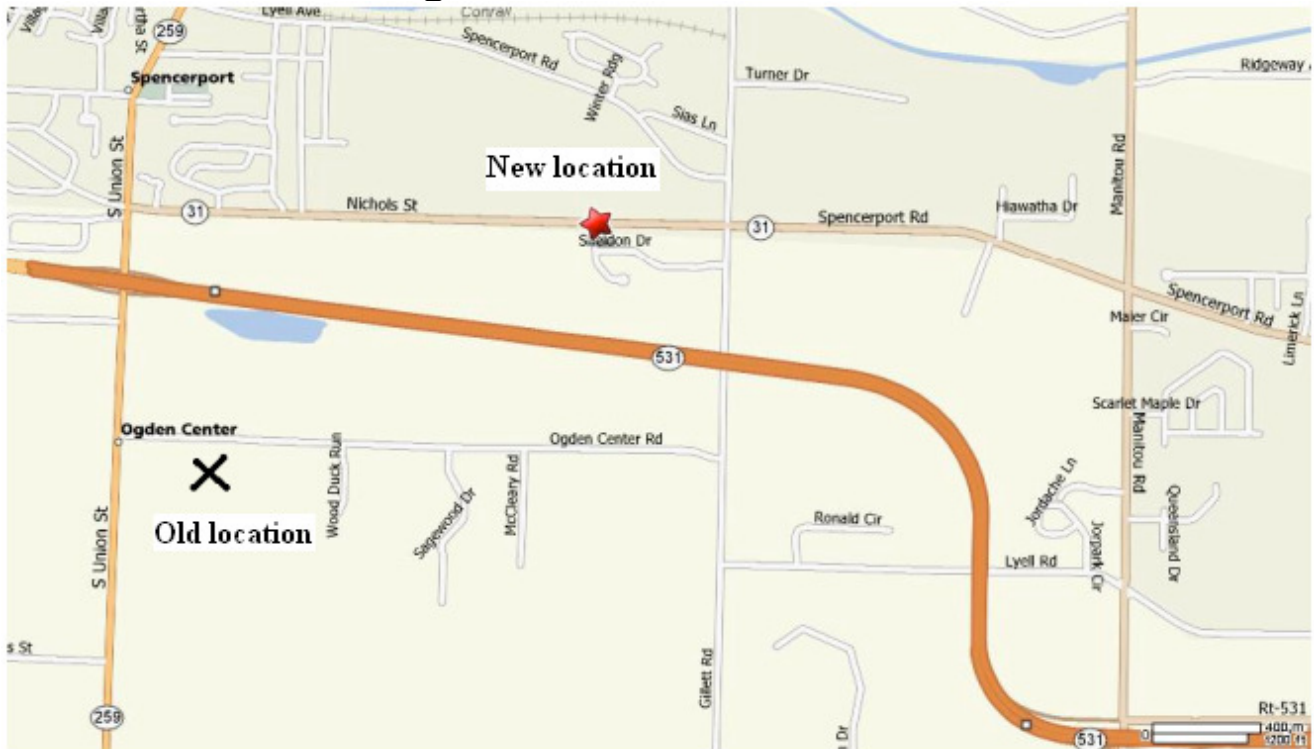 Lyell Ave
Conrail
259
Spencerport Rd
Spencerport
Winter Rdg
Turner Dr
Ridgeway
Sias Ln
Manitou Rd
S Union St
New location
Nichols St
31
Spencerport Rd
31
Hiawatha Dr
Sheldon Dr
Spencerport Rd
Limerick Ln
Maier Cir
531
Scarlet Maple Dr
Manitou Rd
Ogden Center
Ogden Center Rd
Wood Duck Run
Sagewood Dr
McCleary Rd
Old location
Jordache Ln
Queensland Dr
Ronald Cir
Lyell Rd
Jorpark Cir
S Union St
s St
Gillett Rd
Dr
259
Rt-531
531
0
400 m
1200 ft